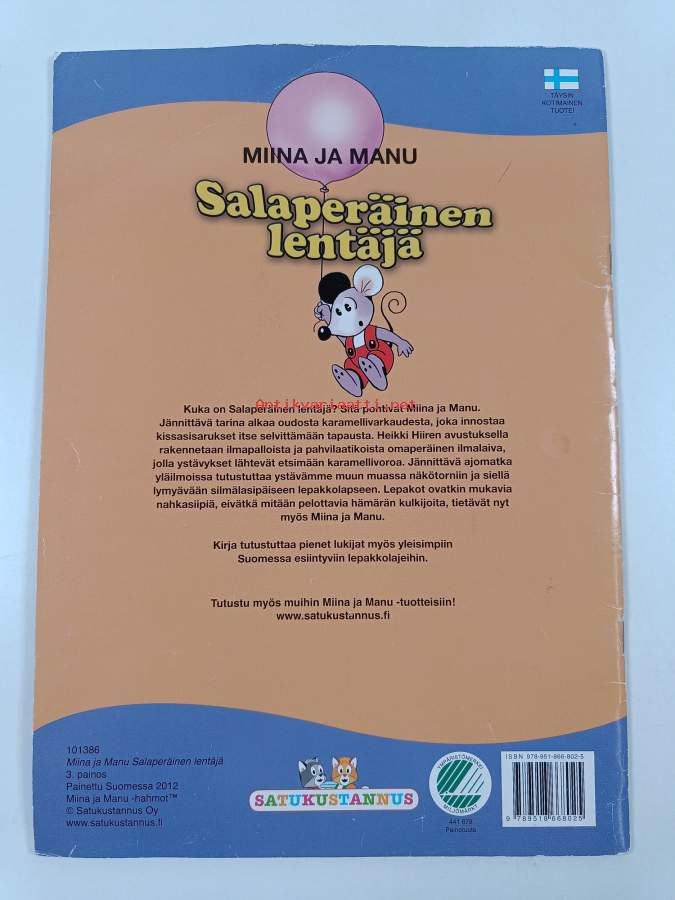 TÄYSIN
KOTIMAINEN
TUOTE!
MIINA JA MANU
Salaperäinen
lentäjä
Antikvariaatti.net
Kuka on Salaperäinen lentäjä? Sitä pohtivat Miina ja Manu.
Jännittävä tarina alkaa oudosta karamellivarkaudesta, joka innostaa
kissasisarukset itse selvittämään tapausta. Heikki Hiiren avustuksella
rakennetaan ilmapalloista ja pahvilaatikoista omaperäinen ilmalaiva,
jolla ystävykset lähtevät etsimään karamellivoroa. Jännittävä ajomatka
yläilmoissa tutustuttaa ystävämme muun muassa näkötorniin ja siellä
lymyävään silmälasipäiseen lepakkolapseen. Lepakot ovatkin mukavia
nahkasiipiä, eivätkä mitään pelottavia hämärän kulkijoita, tietävät nyt
myös Miina ja Manu.
Kirja tutustuttaa pienet lukijat myös yleisimpiin
Suomessa esiintyviin lepakkolajeihin.
Tutustu myös muihin Miina ja Manu -tuotteisiin!
www.satukustannus.fi
101386
Miina ja Manu Salaperäinen lentäjä
3. painos
Painettu Suomessa 2012
Miina ja Manu -hahmot™
© Satukustannus Oy
www.satukustannus.fi
SATUKUSTANNUS
YMPÄRISTÖMERKKI
MILJÖMÄRKT
441 678
Painotuote
ISBN 978-951-866-802-5
9 789518 668025